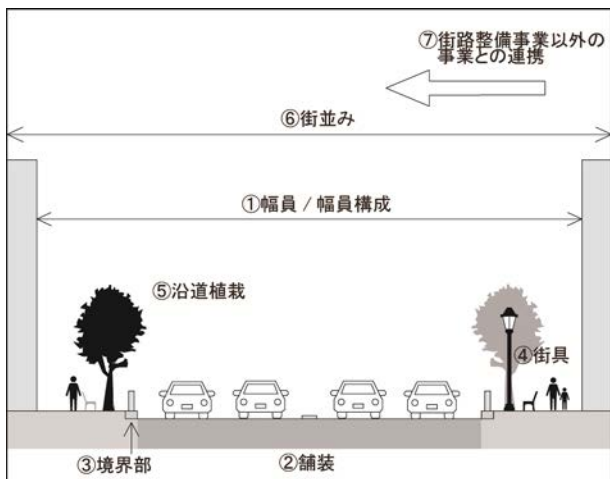 ⑦街路整備事業以外の
事業との連携
⑥街並み
①幅員 / 幅員構成
⑤沿道植栽
④街具
③境界部
②舗装